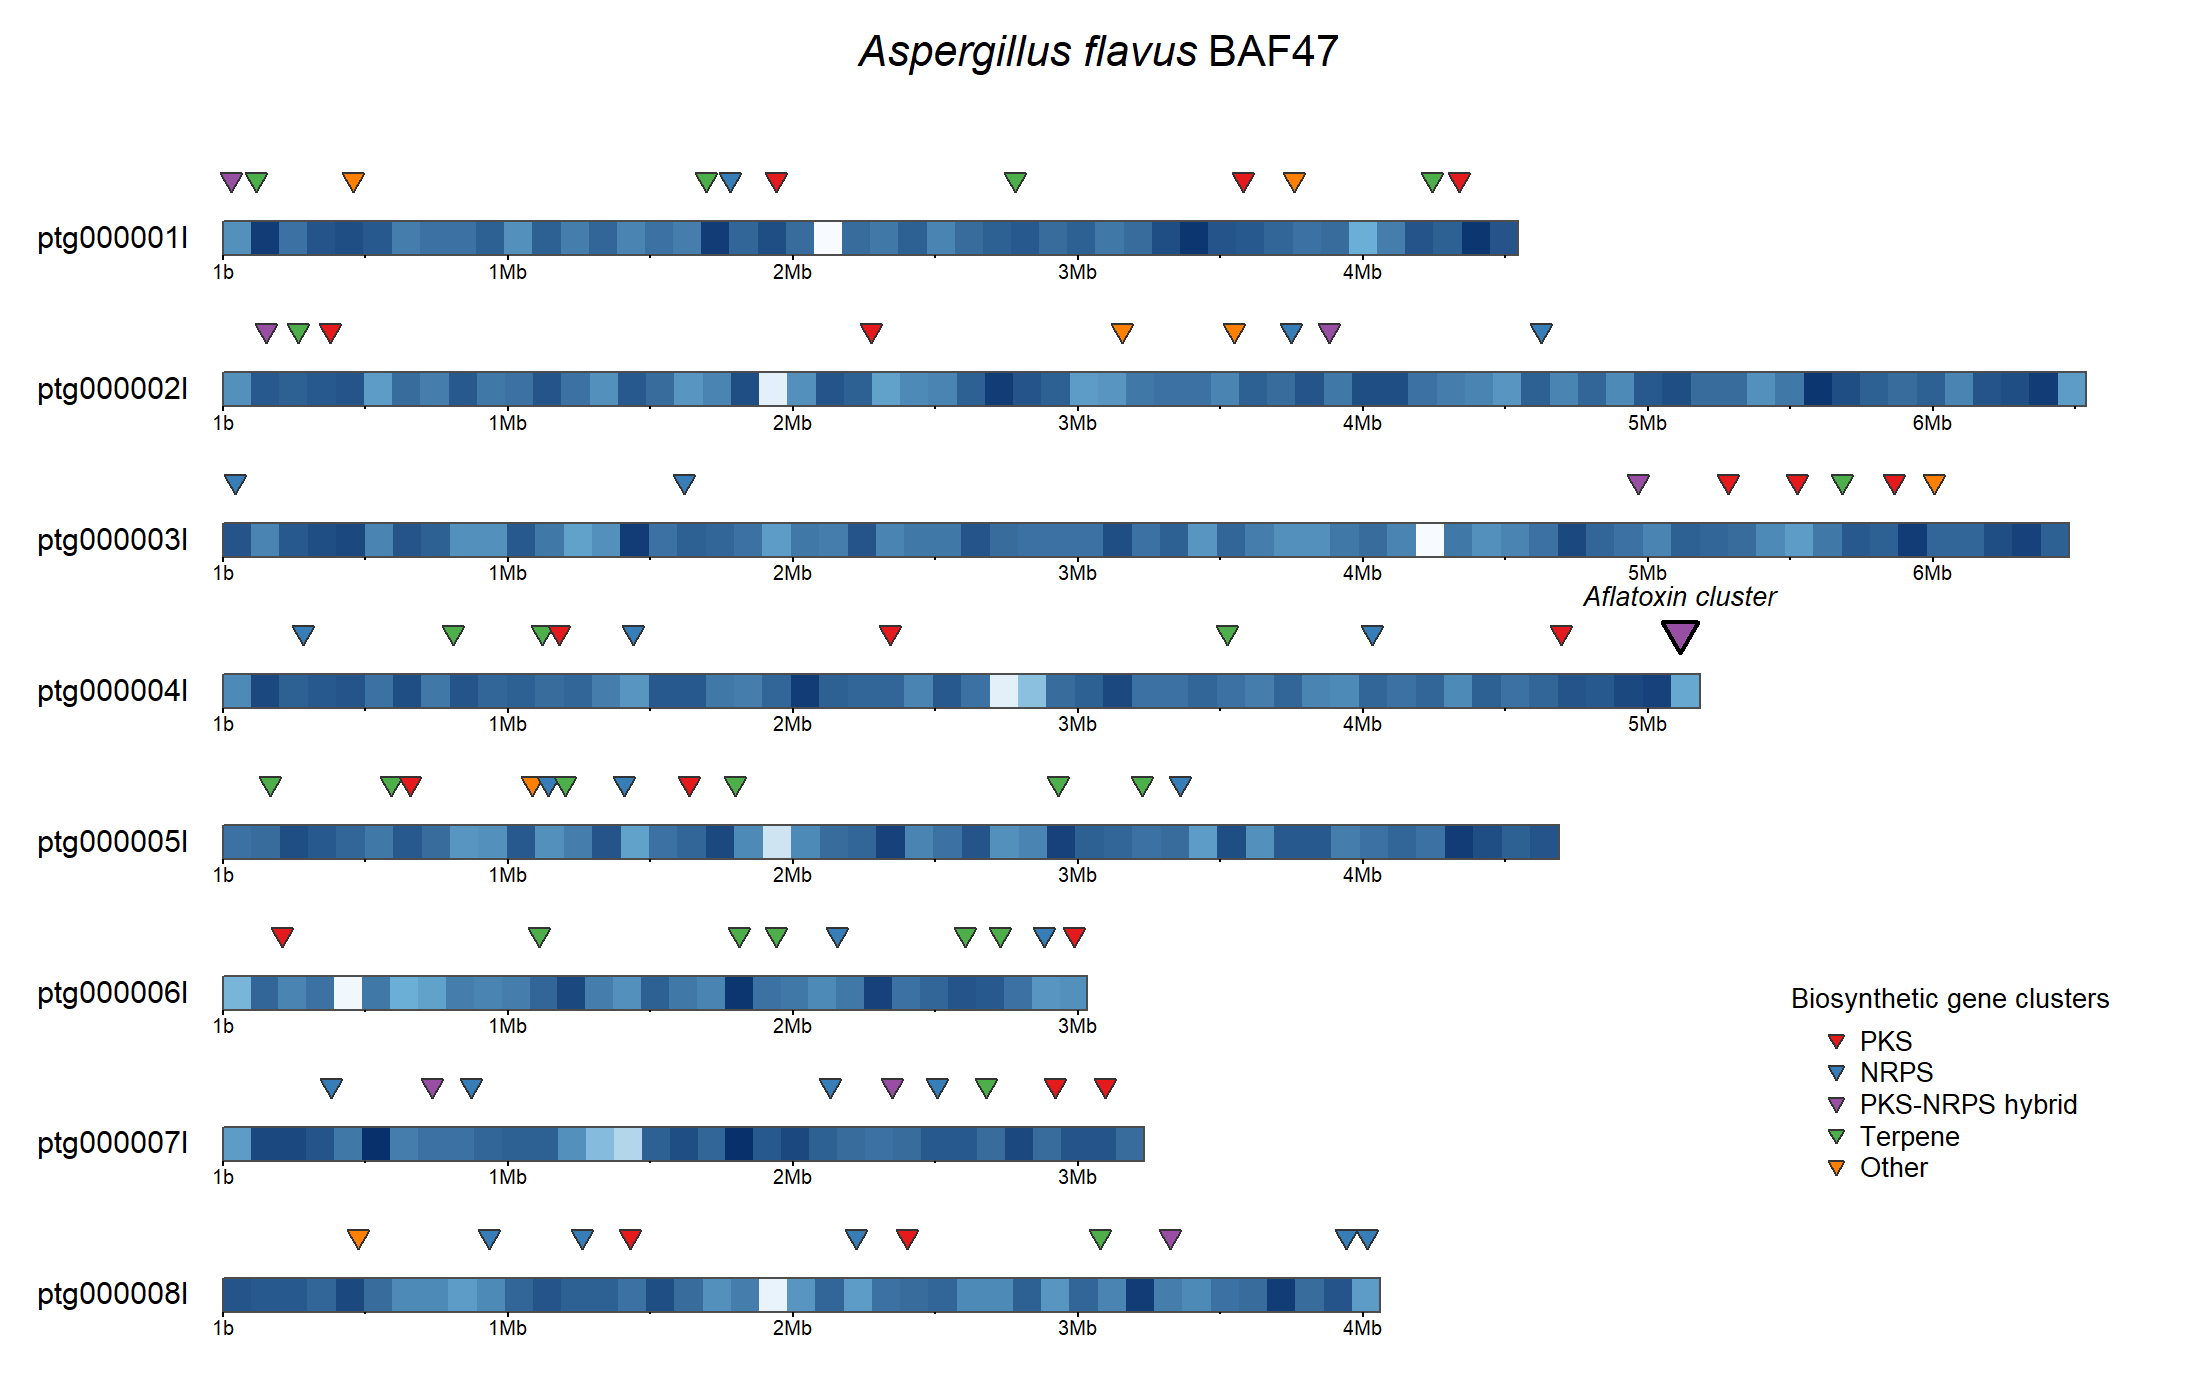 Aspergillus flavus BAF47
ptg000001l
1b 1Mb 2Mb 3Mb 4Mb
ptg000002l
1b 1Mb 2Mb 3Mb 4Mb 5Mb 6Mb
ptg000003l
1b 1Mb 2Mb 3Mb 4Mb 5Mb 6Mb
Aflatoxin cluster
ptg000004l
1b 1Mb 2Mb 3Mb 4Mb 5Mb
ptg000005l
1b 1Mb 2Mb 3Mb 4Mb
ptg000006l
1b 1Mb 2Mb 3Mb
ptg000007l
1b 1Mb 2Mb 3Mb
ptg000008l
1b 1Mb 2Mb 3Mb 4Mb
Biosynthetic gene clusters
PKS
NRPS
PKS-NRPS hybrid
Terpene
Other